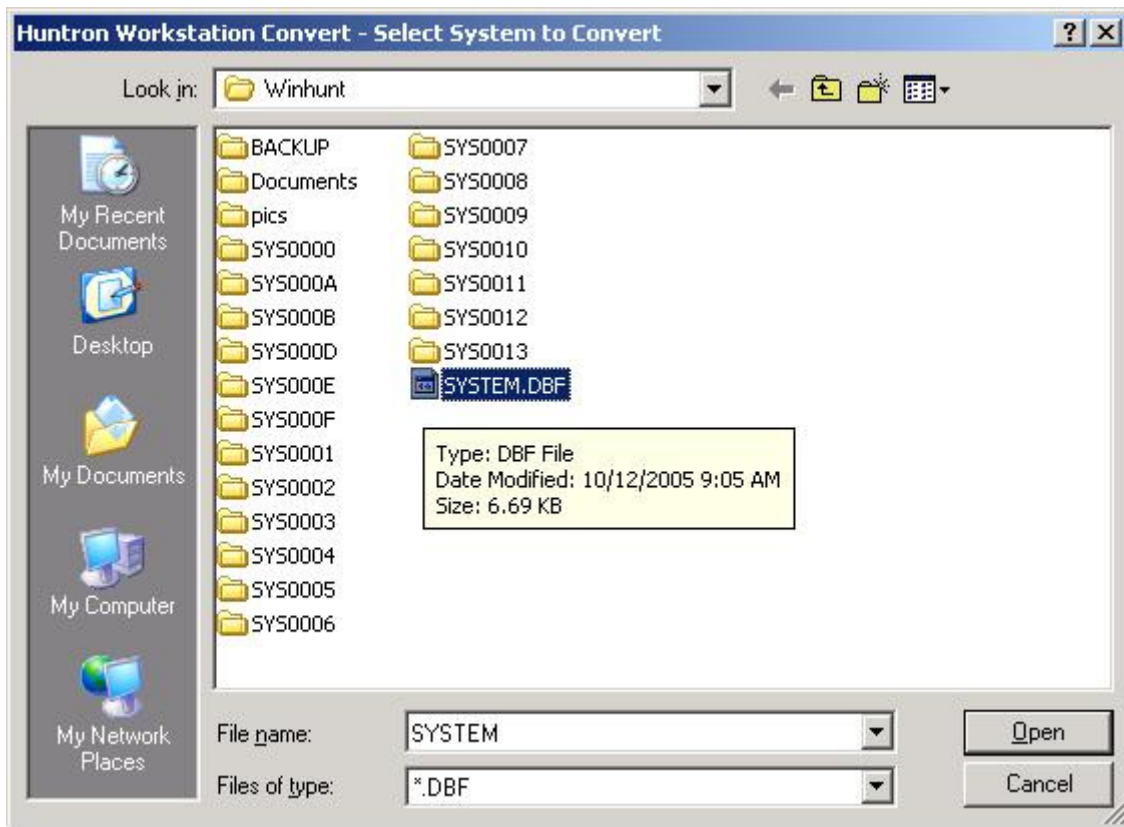 Huntron Workstation Convert - Select System to Convert
Look in:
Winhunt
My Recent
Documents
Desktop
My Documents
My Computer
My Network
Places
BACKUP
Documents
pics
SYS0000
SYS000A
SYS000B
SYS000D
SYS000E
SYS000F
SYS0001
SYS0002
SYS0003
SYS0004
SYS0005
SYS0006
SYS0007
SYS0008
SYS0009
SYS0010
SYS0011
SYS0012
SYS0013
SYSTEM.DBF
Type: DBF File
Date Modified: 10/12/2005 9:05 AM
Size: 6.69 KB
File name:
SYSTEM
Open
Files of type:
*.DBF
Cancel